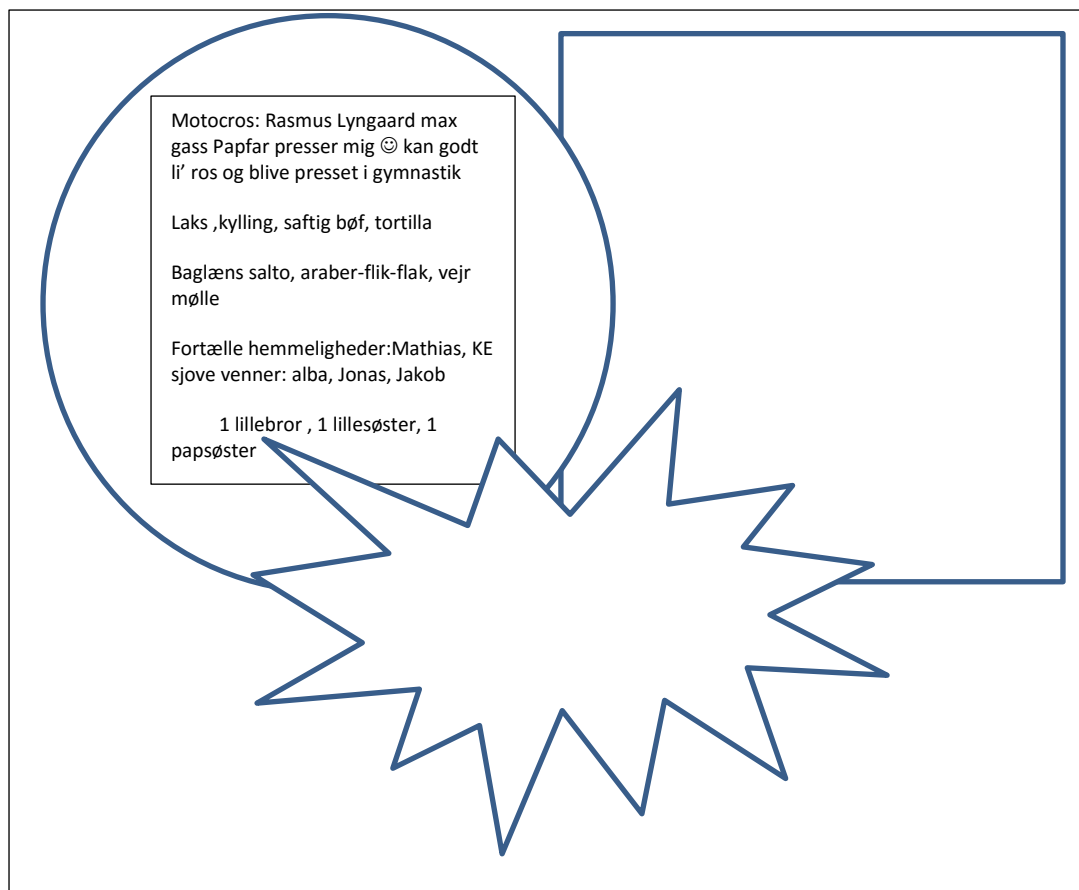 Motocros: Rasmus Lyngaard max
gass Papfar presser mig ☺ kan godt
li’ ros og blive presset i gymnastik
Laks ,kylling, saftig bøf, tortilla
Baglæns salto, araber-flik-flak, vejr
mølle
Fortælle hemmeligheder:Mathias, KE
sjove venner: alba, Jonas, Jakob
1 lillebror , 1 lillesøster, 1
papsøster